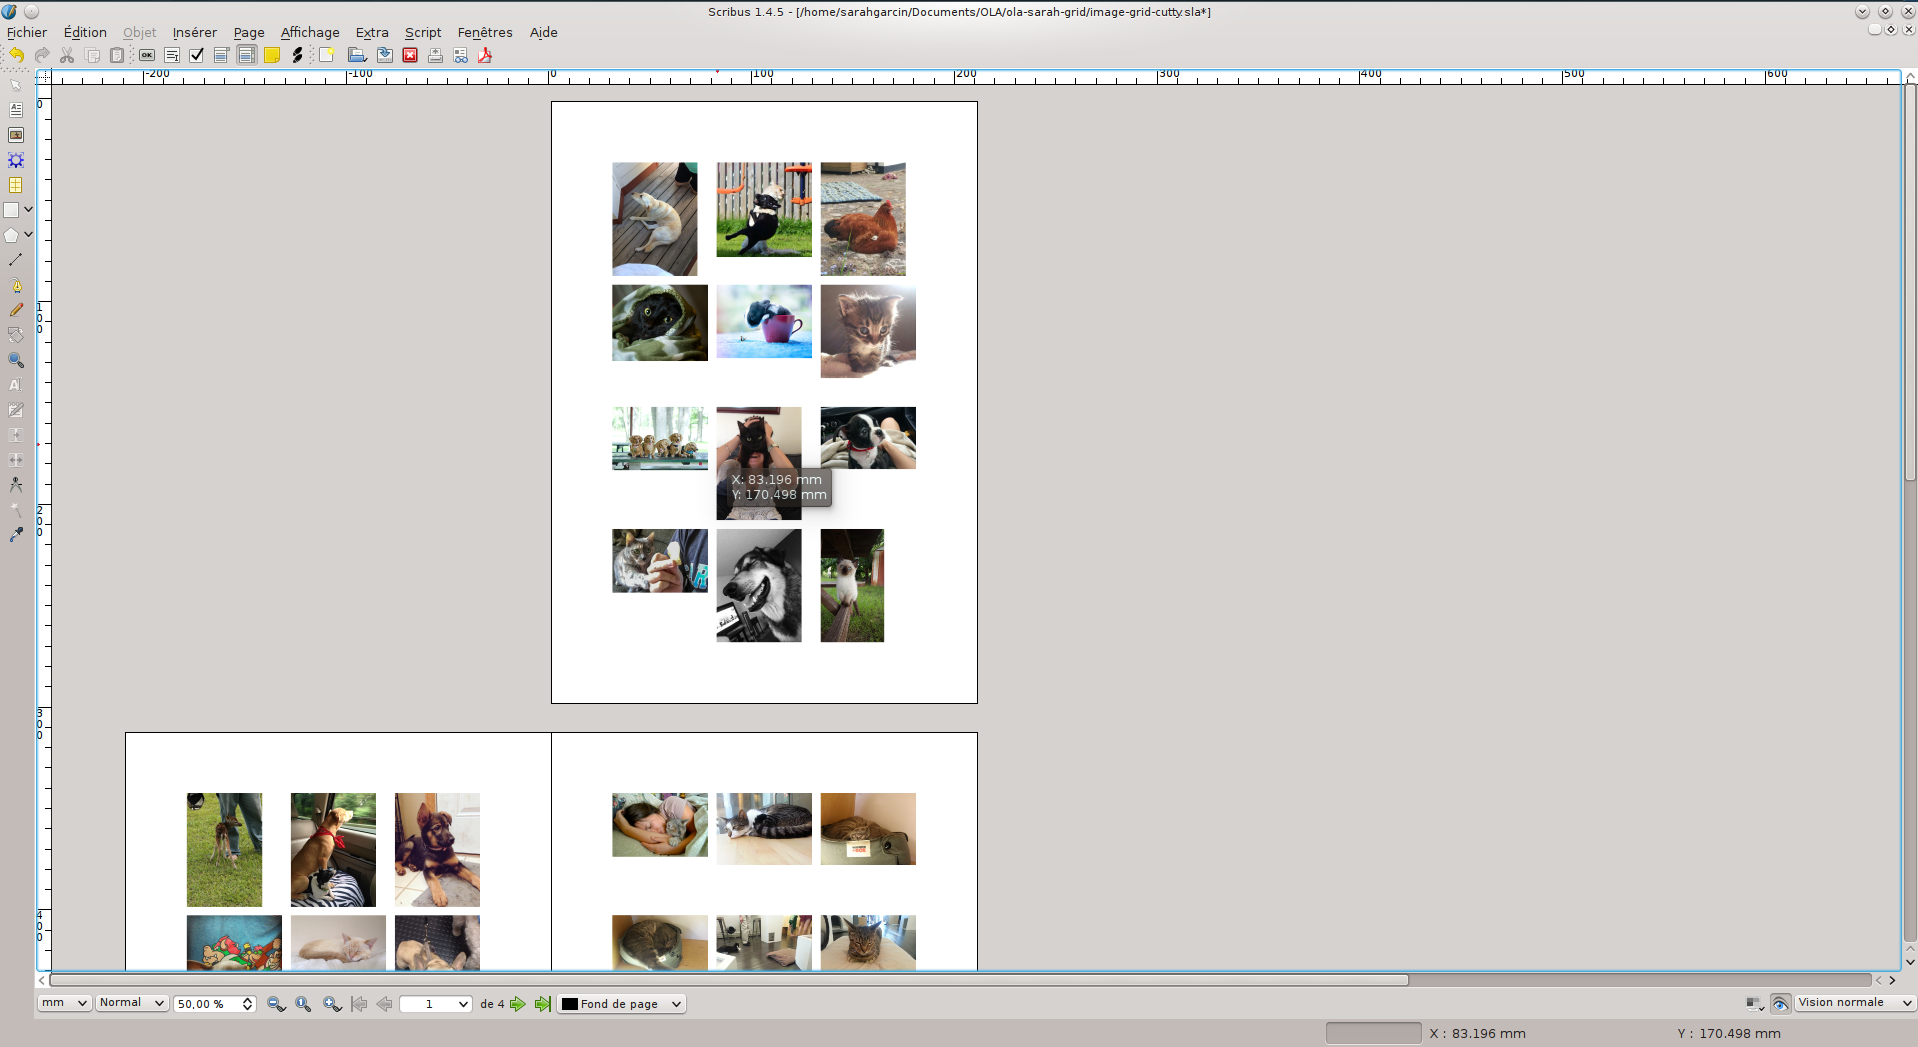 Scribus 1.4.5 - [/home/sarahgarcin/Documents/OLA/ola-sarah-grid/image-grid-cutty.sla*]
Fichier Édition Objet Insérer Page Affichage Extra Script Fenêtres Aide
OK
-200 -100 0 100 200 300 400 500 600
0
100
200
300
400
X: 83.196 mm
Y: 170.498 mm
mm Normal 50,00 % 1 de 4 Fond de page Vision normale
X : 83.196 mm Y : 170.498 mm